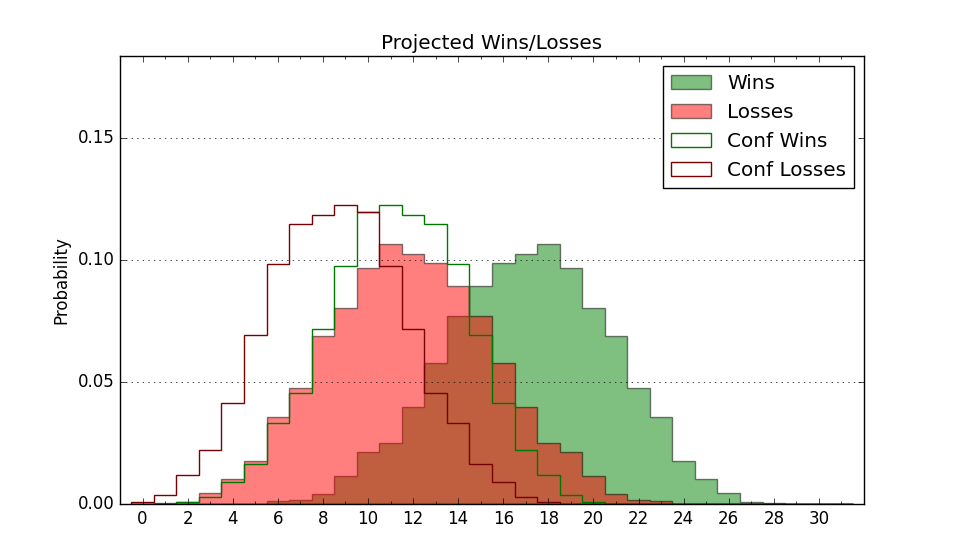 Projected Wins/Losses
Wins
Losses
Conf Wins
Conf Losses
Probability
0.15
0.10
0.05
0.00
0 2 4 6 8 10 12 14 16 18 20 22 24 26 28 30